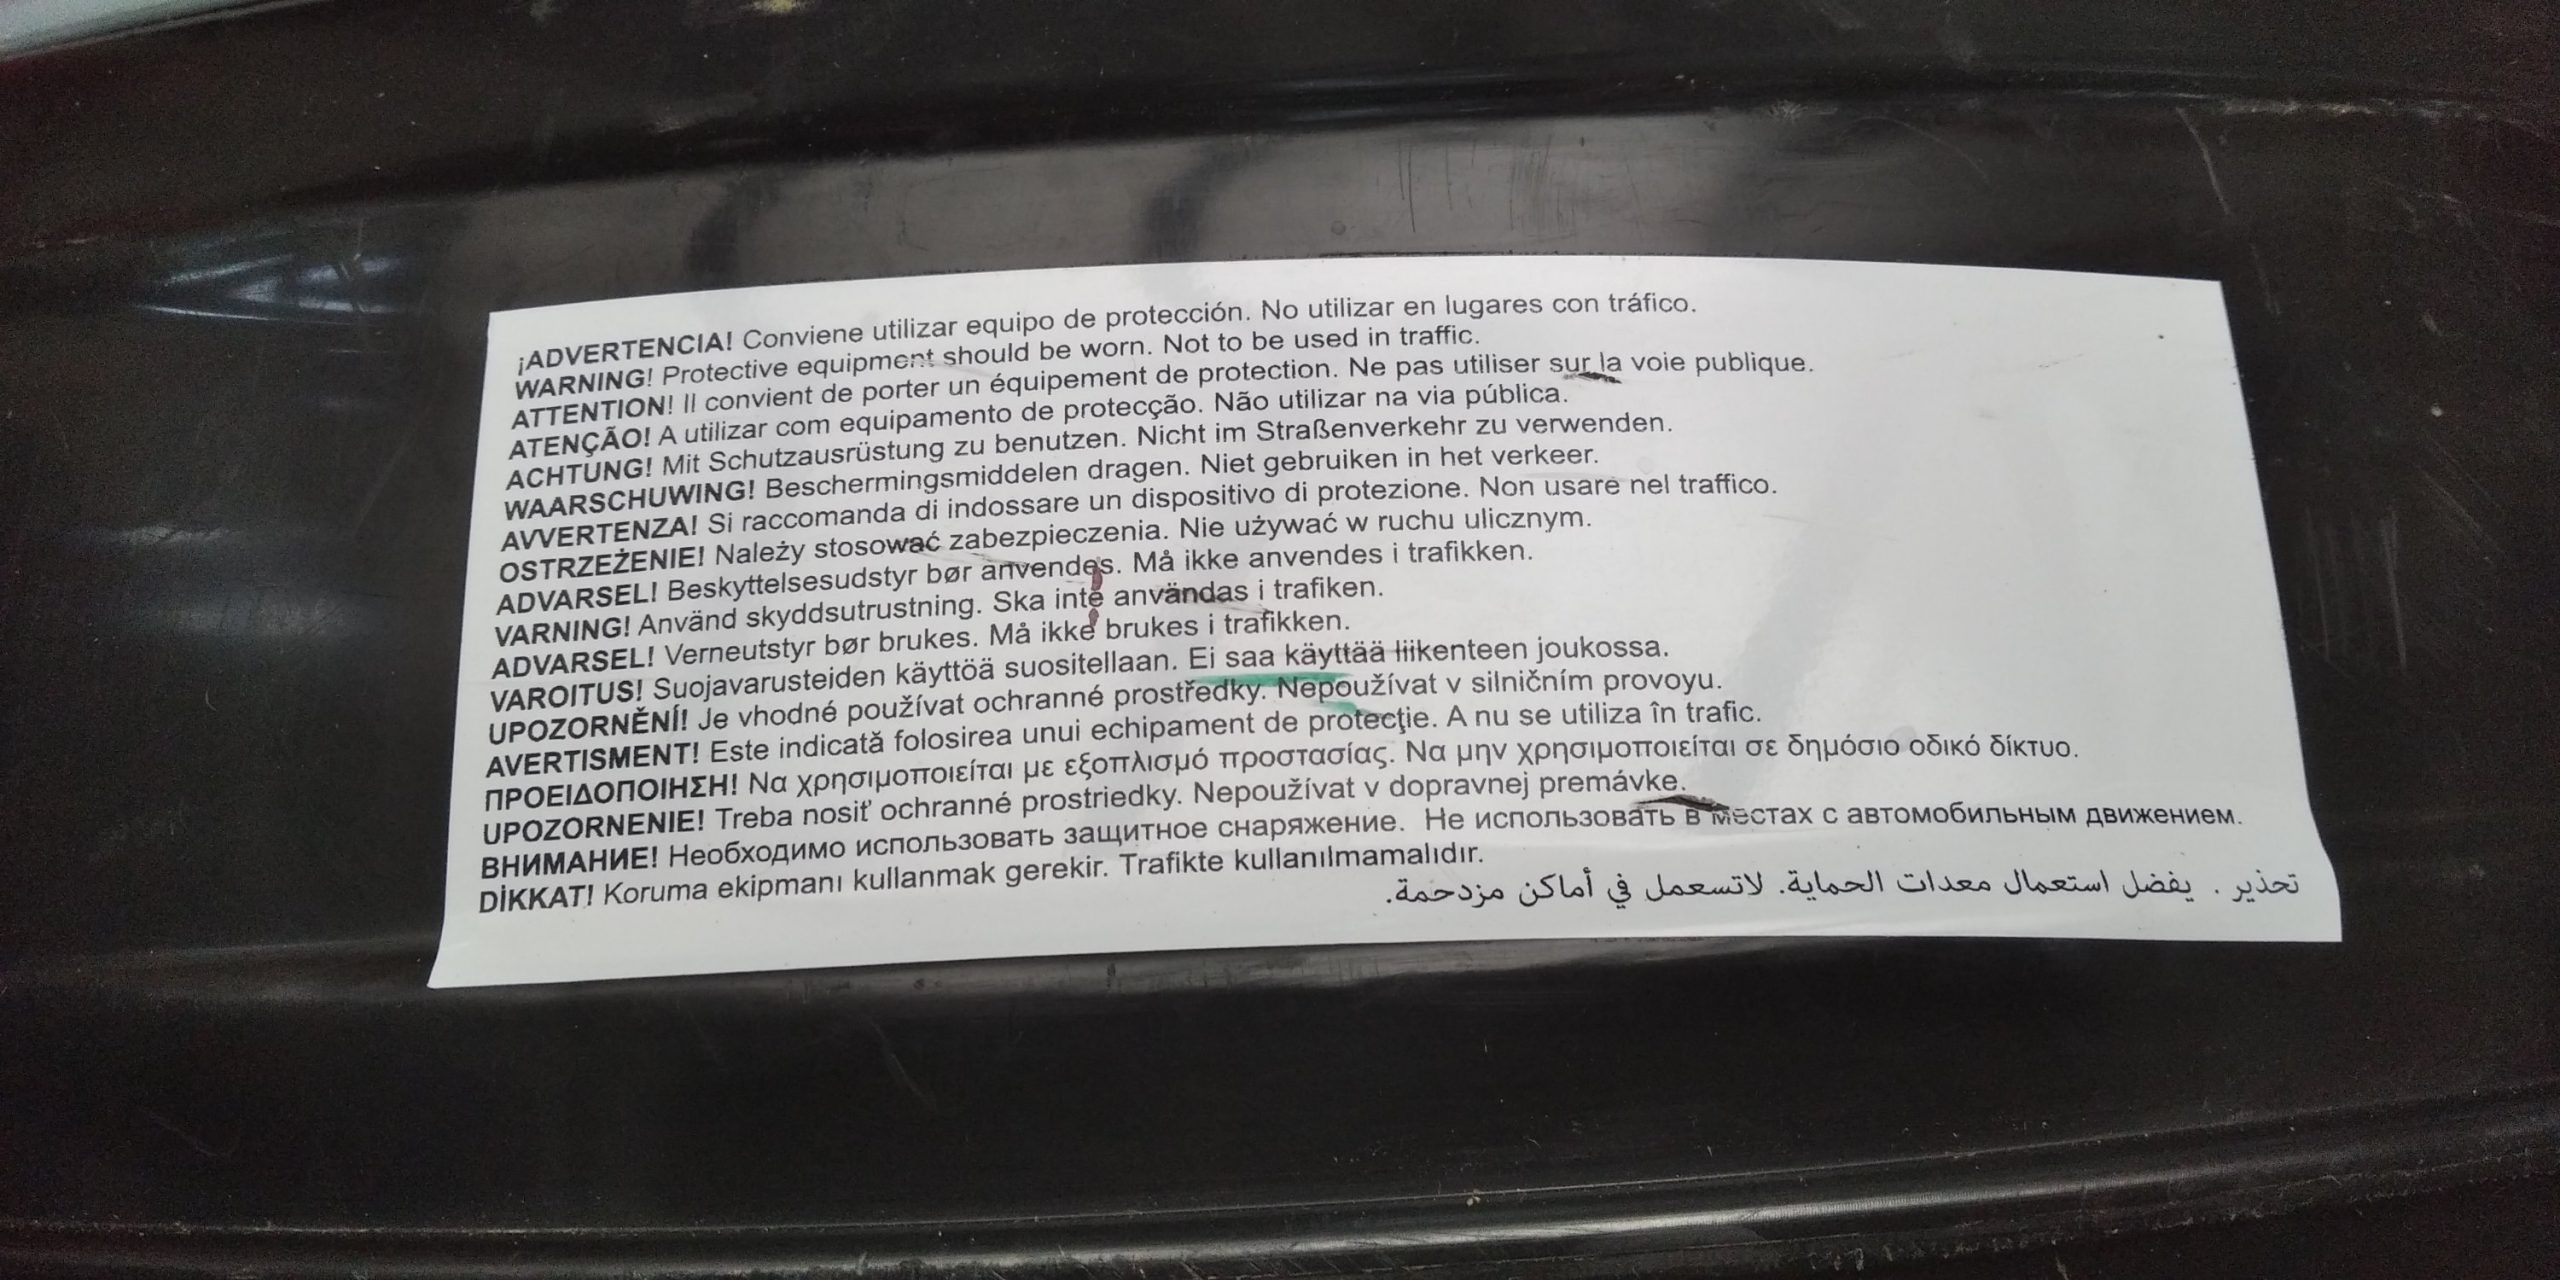 ¡ADVERTENCIA! Conviene utilizar equipo de protección. No utilizar en lugares con tráfico.
WARNING! Protective equipment should be worn. Not to be used in traffic.
ATTENTION! Il convient de porter un équipement de protection. Ne pas utiliser sur la voie publique.
ATENÇÃO! A utilizar com equipamento de protecção. Não utilizar na via pública.
ACHTUNG! Mit Schutzausrüstung zu benutzen. Nicht im Straßenverkehr zu verwenden.
WAARSCHUWING! Beschermingsmiddelen dragen. Niet gebruiken in het verkeer.
AVVERTENZA! Si raccomanda di indossare un dispositivo di protezione. Non usare nel traffico.
OSTRZEŻENIE! Należy stosować zabezpieczenia. Nie używać w ruchu ulicznym.
ADVARSEL! Beskyttelsesudstyr bør anvendes. Må ikke anvendes i trafikken.
VARNING! Använd skyddsutrustning. Ska inte användas i trafiken.
ADVARSEL! Verneutstyr bør brukes. Må ikke brukes i trafikken.
VAROITUS! Suojavarusteiden käyttöä suositellaan. Ei saa käyttää liikenteen joukossa.
UPOZORNĚNÍ! Je vhodné používat ochranné prostředky. Nepoužívat v silničním provoyu.
AVERTISMENT! Este indicată folosirea unui echipament de protecţie. A nu se utiliza în trafic.
ΠΡΟΕΙΔΟΠΟΙΗΣΗ! Να χρησιμοποιείται με εξοπλισμό προστασίας. Να μην χρησιμοποιείται σε δημόσιο οδικό δίκτυο.
UPOZORNENIE! Treba nosiť ochranné prostriedky. Nepoužívat v dopravnej premávke.
ВНИМАНИЕ! Необходимо использовать защитное снаряжение. Не использовать в местах с автомобильным движением.
DİKKAT! Koruma ekipmanı kullanmak gerekir. Trafikte kullanılmamalıdır.
تحذير . يفضل استعمال معدات الحماية. لاتسعمل في أماكن مزدحمة.